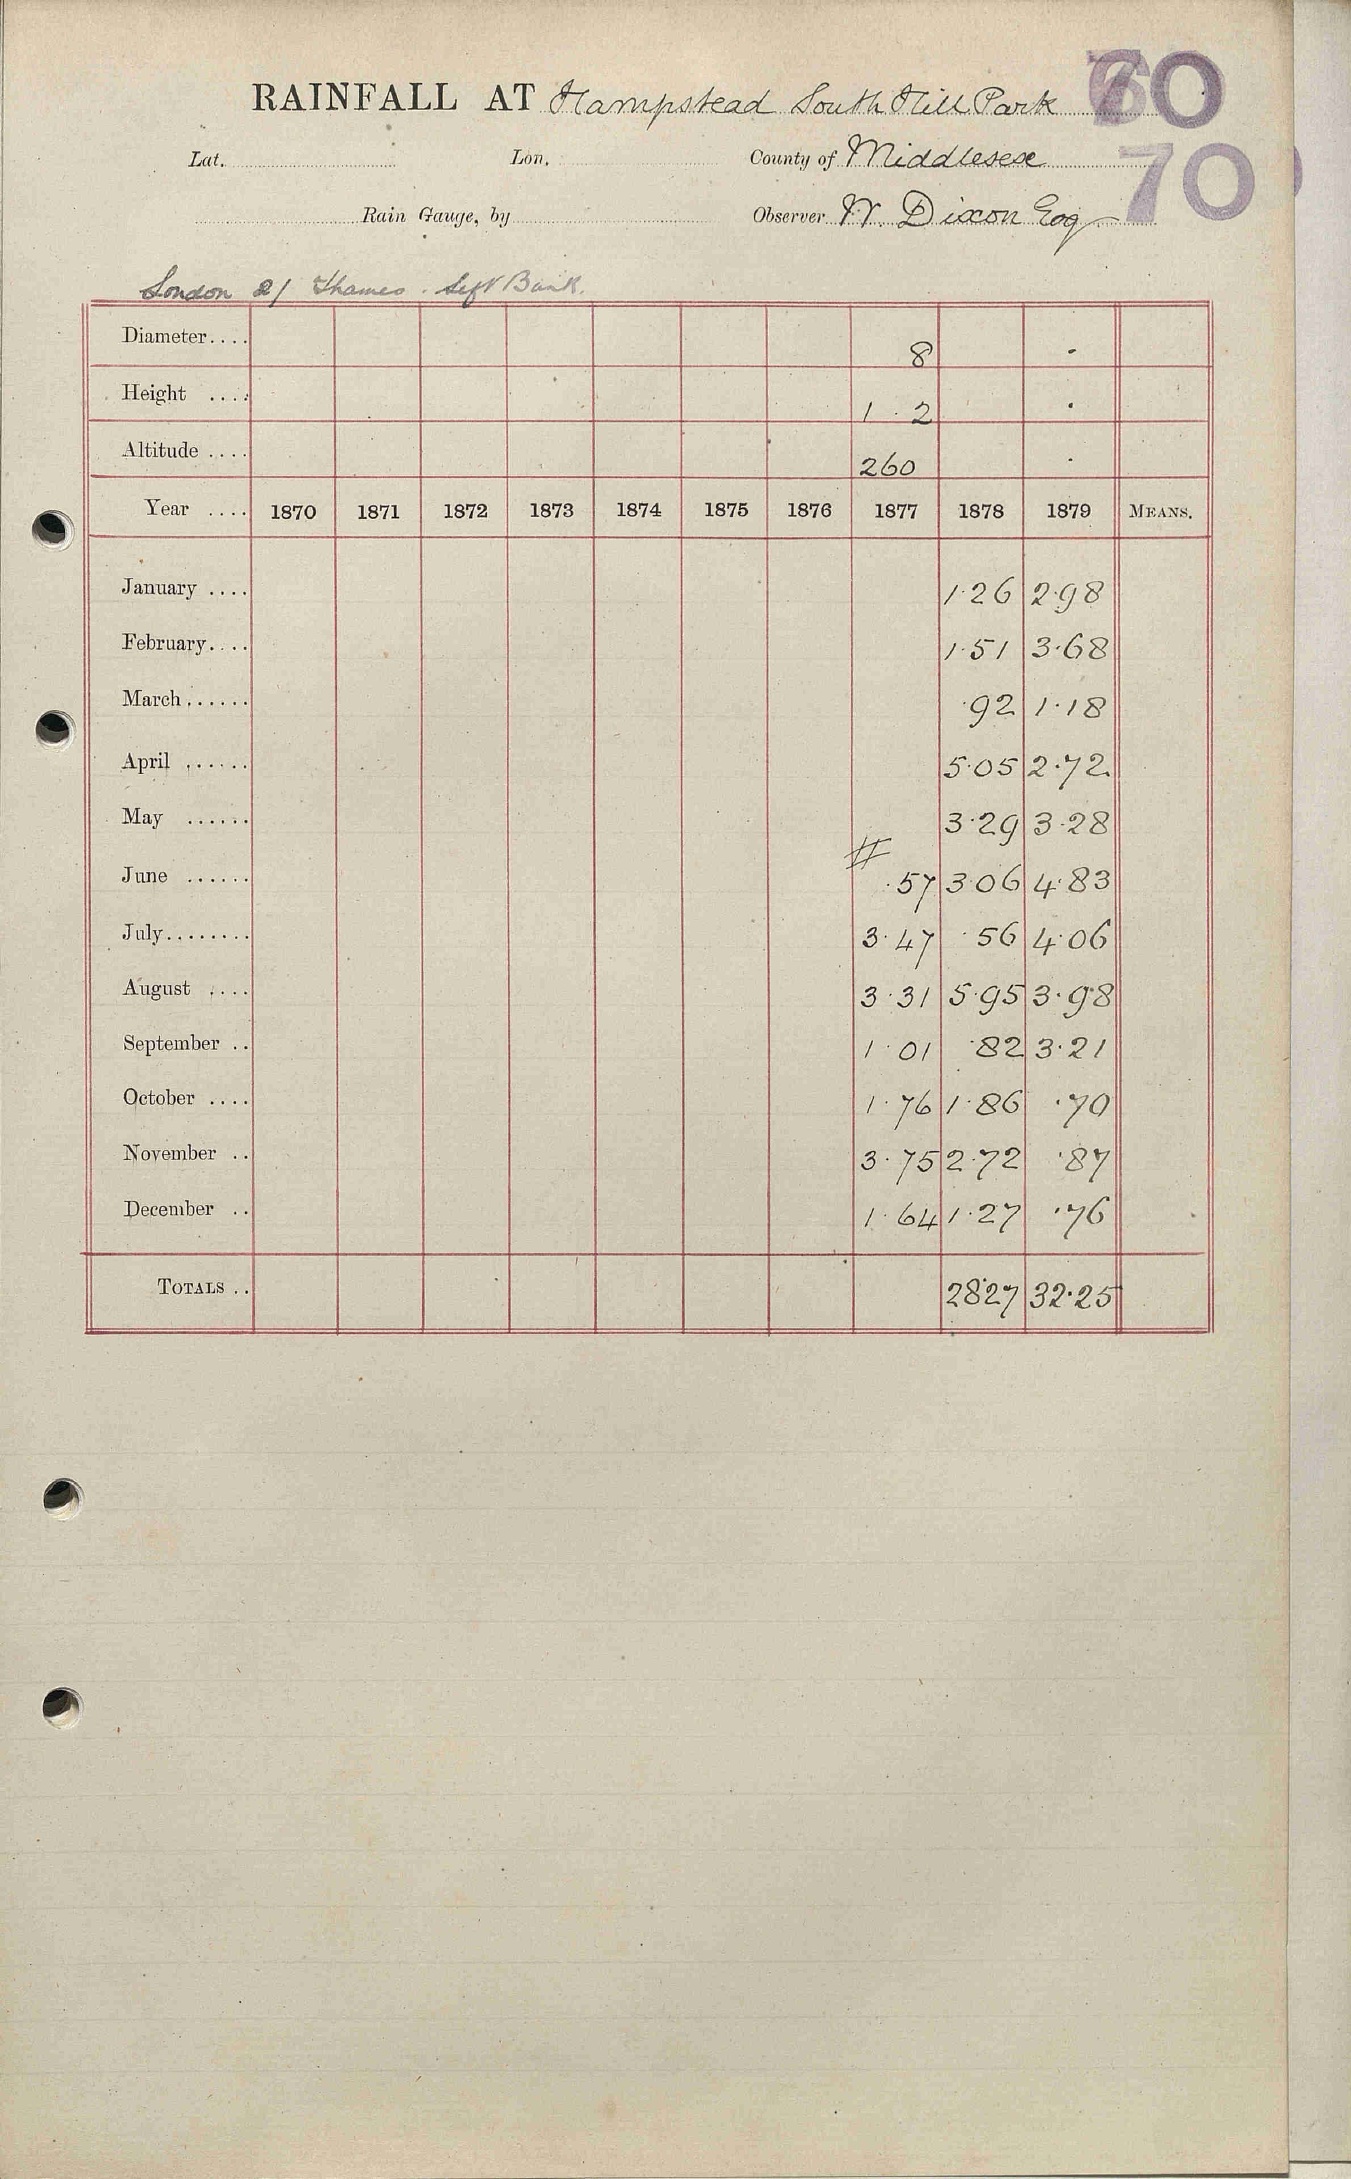 RAINFALL AT Hampstead South Hill Park 70
Lat. Lon. County of Middlesex 70
Rain Gauge, by Observer W. Dixon Esq
London 2/ Thames. Left Bank.
Diameter.... 8 .
Height .... 1 . 2 .
Altitude .... 260 .
Year .... 1870 1871 1872 1873 1874 1875 1876 1877 1878 1879 MEANS.
January .... 1.26 2.98
February.... 1.51 3.68
March...... .92 1.18
April ...... 5.05 2.72
May ...... 3.29 3.28
June ...... # .57 3.06 4.83
July........ 3.47 .56 4.06
August .... 3.31 5.95 3.98
September .. 1.01 .82 3.21
October .... 1.76 1.86 .70
November .. 3.75 2.72 .87
December .. 1.64 1.27 .76
TOTALS .. 28.27 32.25